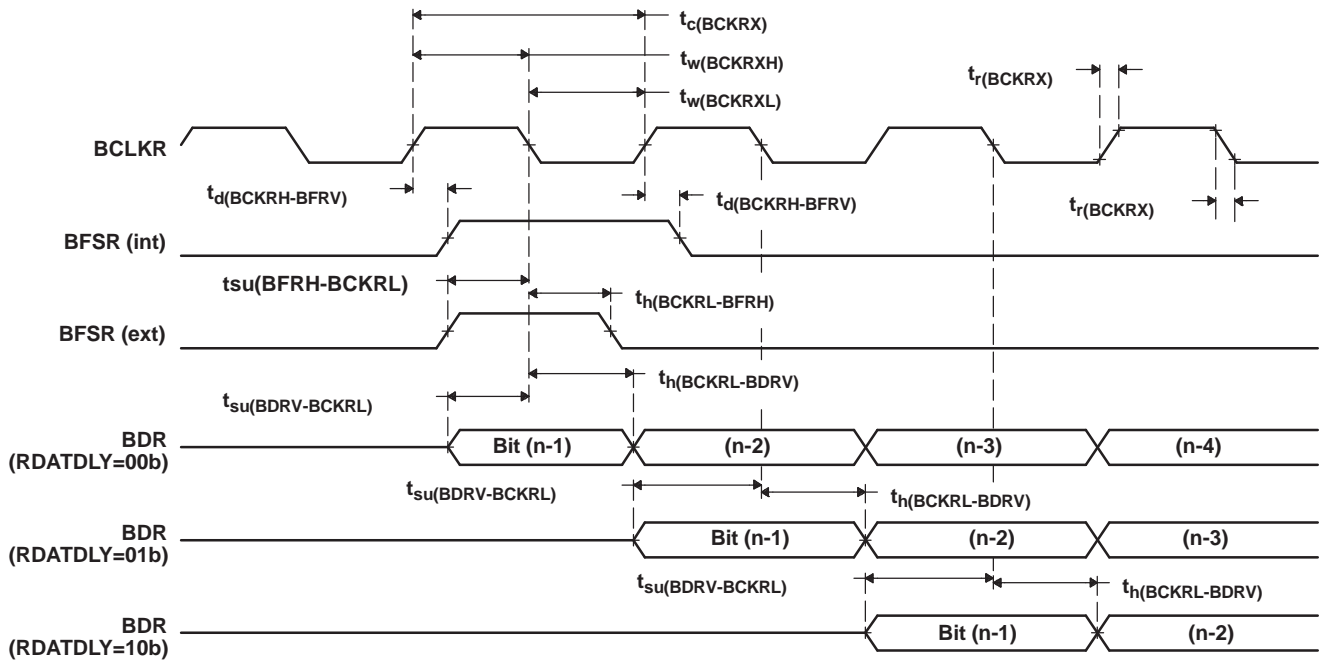 tc(BCKRX)
tw(BCKRXH)
tr(BCKRX)
tw(BCKRXL)
BCLKR
td(BCKRH-BFRV)
td(BCKRH-BFRV)
tr(BCKRX)
BFSR (int)
tsu(BFRH-BCKRL)
th(BCKRL-BFRH)
BFSR (ext)
th(BCKRL-BDRV)
tsu(BDRV-BCKRL)
BDR
(RDATDLY=00b)
Bit (n-1)
(n-2)
(n-3)
(n-4)
tsu(BDRV-BCKRL)
th(BCKRL-BDRV)
BDR
(RDATDLY=01b)
Bit (n-1)
(n-2)
(n-3)
tsu(BDRV-BCKRL)
th(BCKRL-BDRV)
BDR
(RDATDLY=10b)
Bit (n-1)
(n-2)